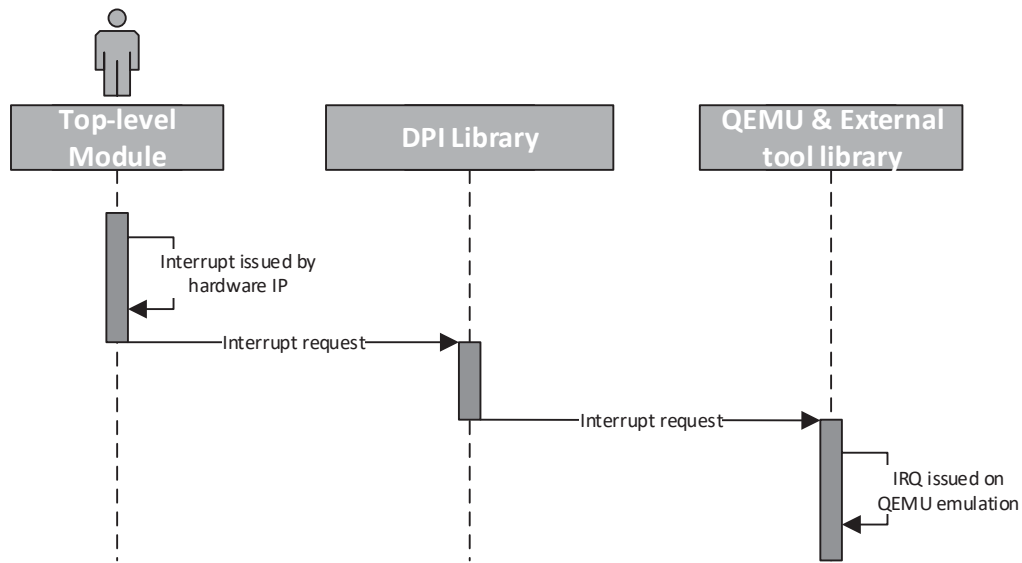 Top-level
Module
DPI Library
QEMU & External
tool library
Interrupt issued by
hardware IP
Interrupt request
Interrupt request
IRQ issued on
QEMU emulation